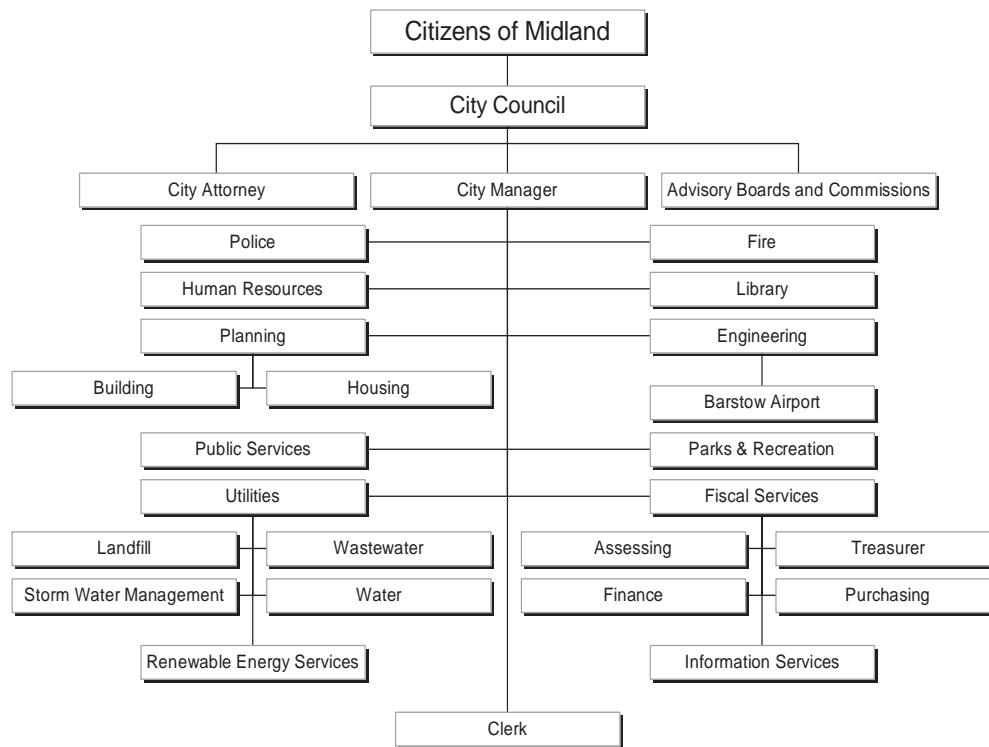 Citizens of Midland
City Council
City Attorney
City Manager
Advisory Boards and Commissions
Police
Fire
Human Resources
Library
Planning
Engineering
Building
Housing
Barstow Airport
Public Services
Parks & Recreation
Utilities
Fiscal Services
Landfill
Wastewater
Assessing
Treasurer
Storm Water Management
Water
Finance
Purchasing
Renewable Energy Services
Information Services
Clerk